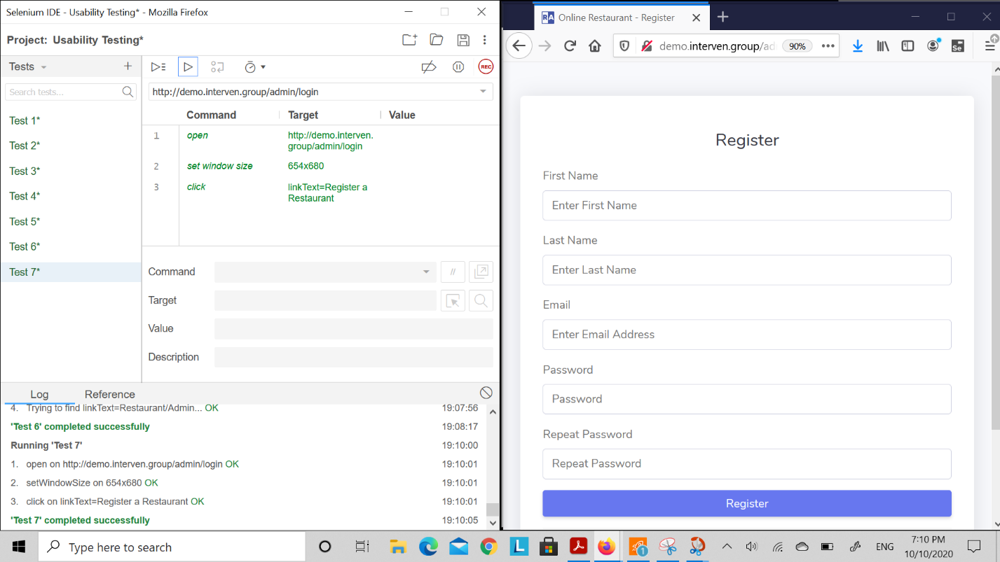 Selenium IDE - Usability Testing* - Mozilla Firefox
Project: Usability Testing*
Tests
Search tests...
Test 1*
Test 2*
Test 3*
Test 4*
Test 5*
Test 6*
Test 7*
REC
http://demo.interven.group/admin/login
Command Target Value
1 open http://demo.interven.
group/admin/login
2 set window size 654x680
3 click linkText=Register a
Restaurant
Command
//
Target
Value
Description
Log Reference
4. Trying to find linkText=Restaurant/Admin... OK 19:07:56
'Test 6' completed successfully 19:08:17
Running 'Test 7' 19:10:00
1. open on http://demo.interven.group/admin/login OK 19:10:01
2. setWindowSize on 654x680 OK 19:10:01
3. click on linkText=Register a Restaurant OK 19:10:01
'Test 7' completed successfully 19:10:05
RA Online Restaurant - Register
demo.interven.group/ad 90%
Se
Register
First Name
Enter First Name
Last Name
Enter Last Name
Email
Enter Email Address
Password
Password
Repeat Password
Repeat Password
Register
Type here to search
L
1
ENG
7:10 PM
10/10/2020